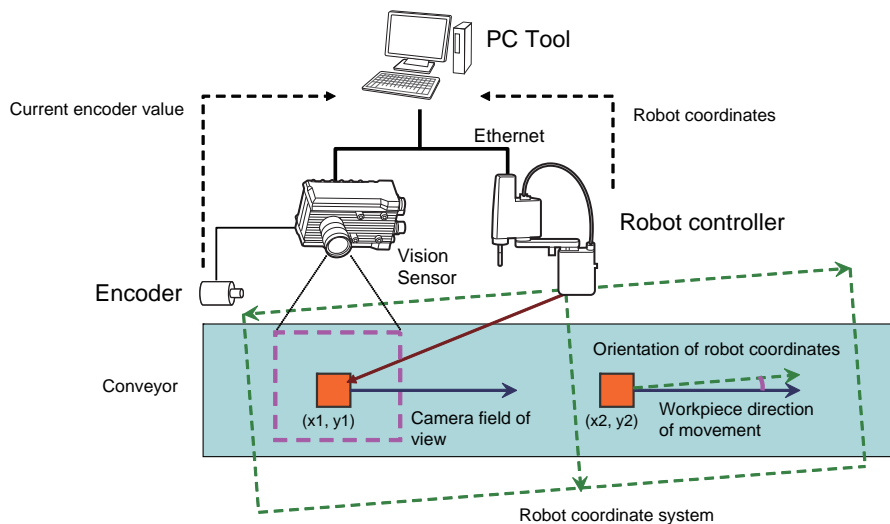 PC Tool
Current encoder value
Ethernet
Robot coordinates
Robot controller
Vision
Sensor
Encoder
Orientation of robot coordinates
Conveyor
(x1, y1)
Camera field of
view
(x2, y2)
Workpiece direction
of movement
Robot coordinate system